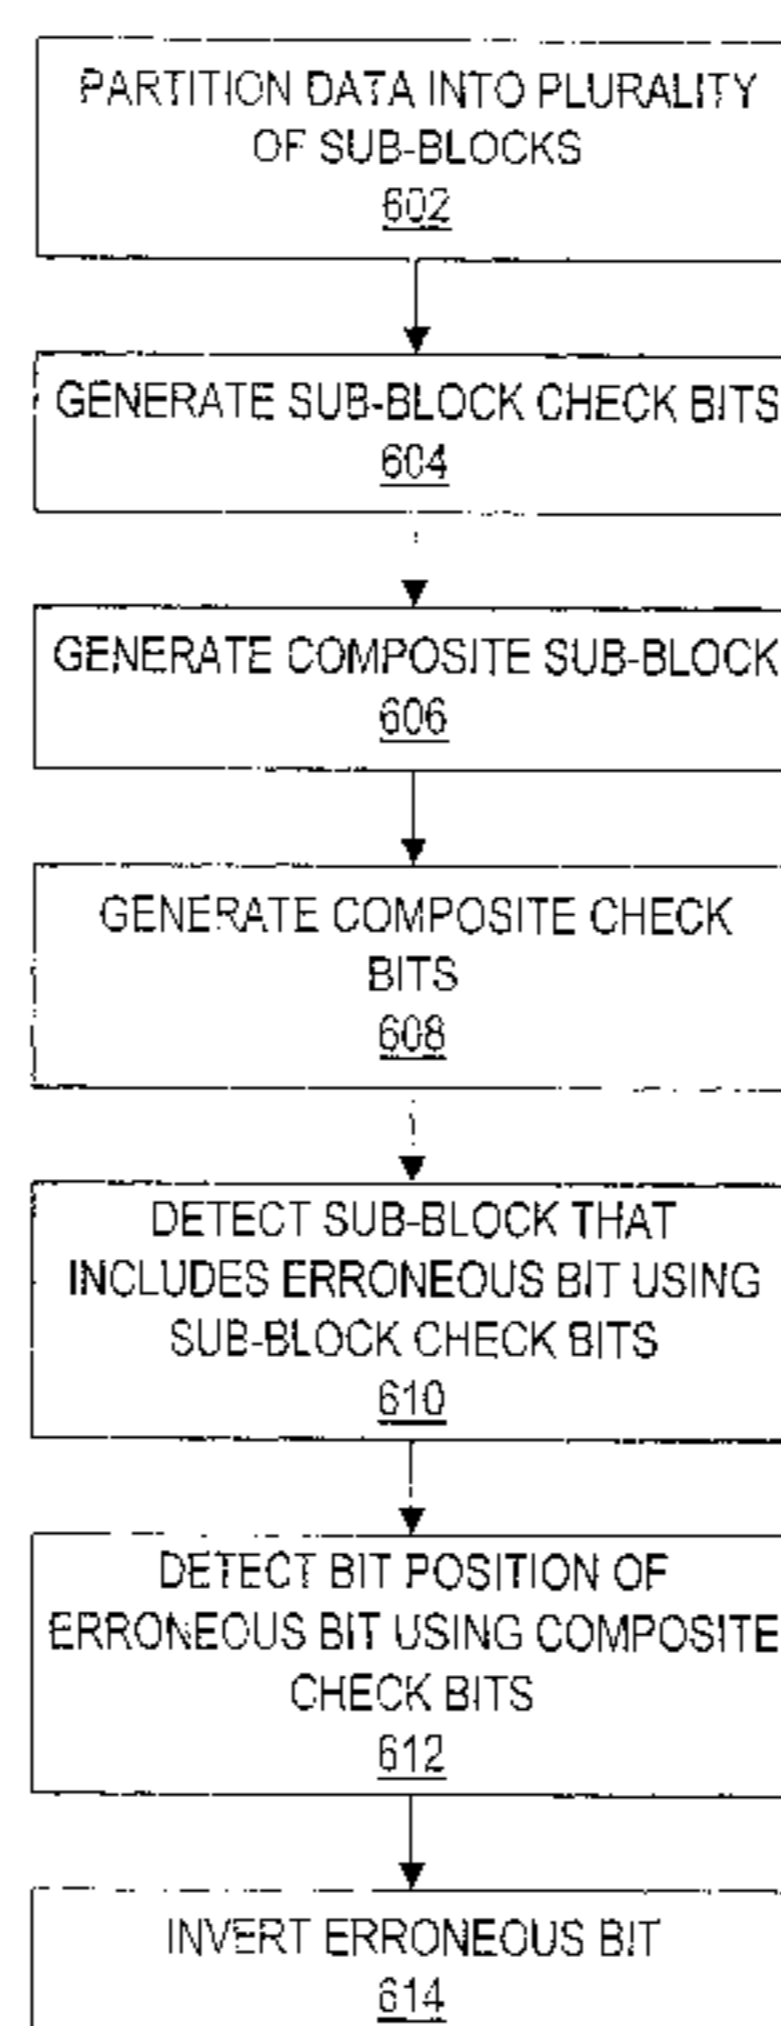 PARTITION DATA INTO PLURALITY
OF SUB-BLOCKS
602
GENERATE SUB-BLOCK CHECK BITS
604
GENERATE COMPOSITE SUB-BLOCK
606
GENERATE COMPOSITE CHECK
BITS
608
DETECT SUB-BLOCK THAT
INCLUDES ERRONEOUS BIT USING
SUB-BLOCK CHECK BITS
610
DETECT BIT POSITION OF
ERRONEOUS BIT USING COMPOSITE
CHECK BITS
612
INVERT ERRONEOUS BIT
614